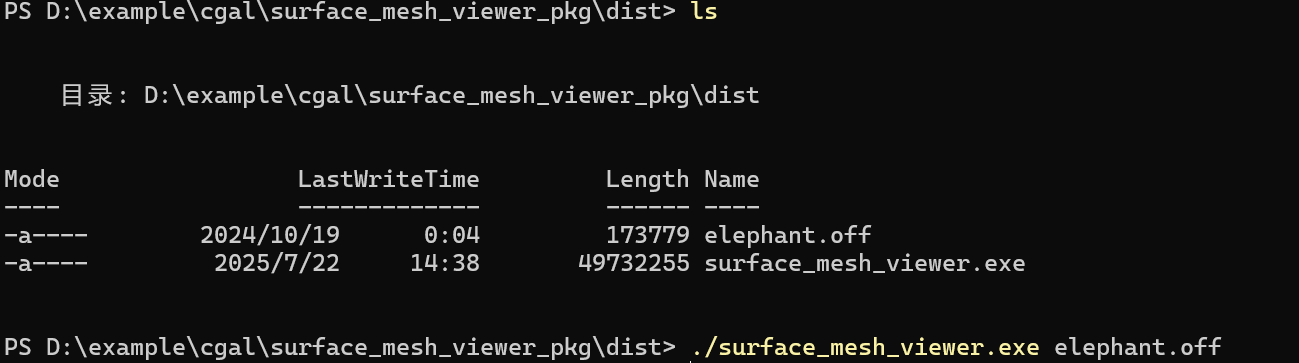 PS D:\example\cgal\surface_mesh_viewer_pkg\dist> ls
目录: D:\example\cgal\surface_mesh_viewer_pkg\dist
Mode                 LastWriteTime         Length Name
----                 -------------         ------ ----
-a----        2024/10/19      0:04         173779 elephant.off
-a----         2025/7/22     14:38       49732255 surface_mesh_viewer.exe
PS D:\example\cgal\surface_mesh_viewer_pkg\dist> ./surface_mesh_viewer.exe elephant.off